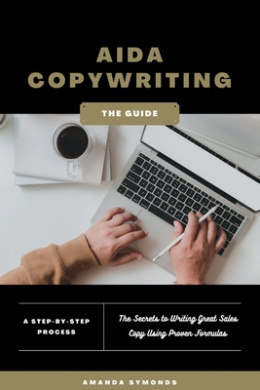 AIDA
COPYWRITING
THE GUIDE
A STEP-BY-STEP
PROCESS
The Secrets to Writing Great Sales
Copy Using Proven Formulas
AMANDA SYMONDS